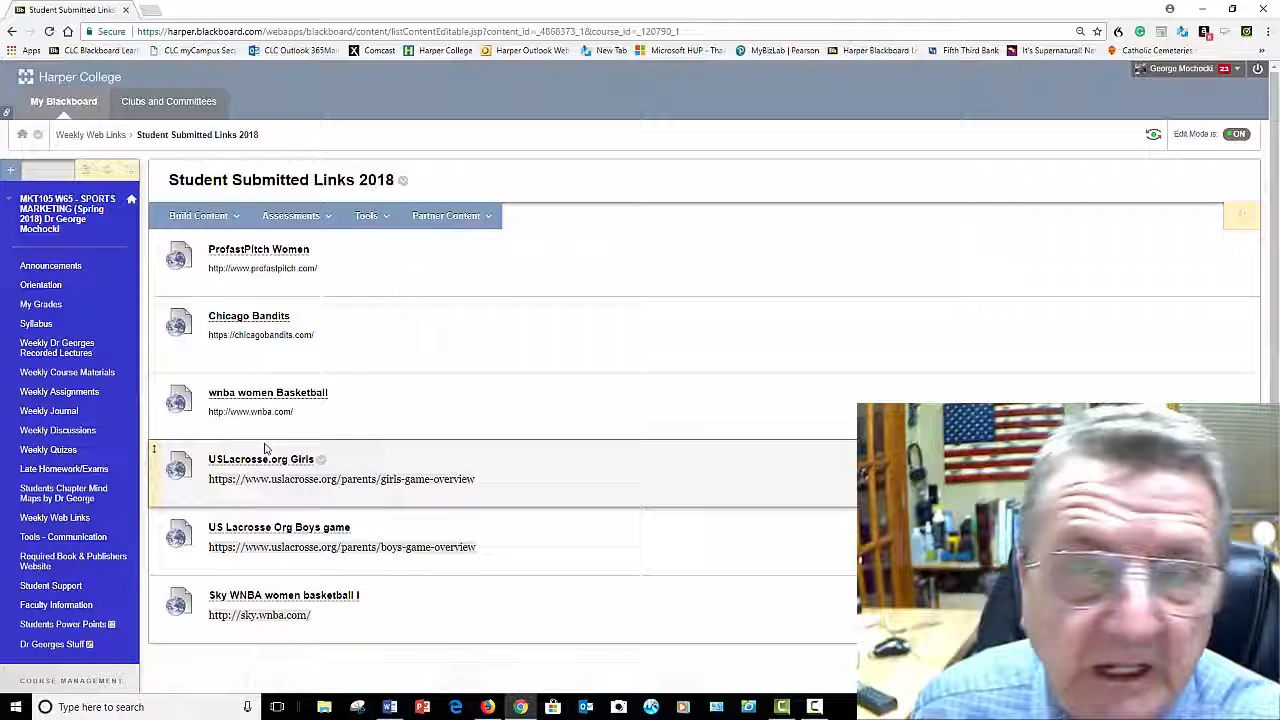 Student Submitted Links
Secure
https://harper.blackboard.com/webapps/blackboard/content/listContentEditable.jsp?content_id=_4868373_1&course_id=_120790_1
Apps
CLC Blackboard Lear
CLC myCampus Sec
CLC Outlook 365Mail
Comcast
Harper College
Harper Outlook Web
New Tab
Microsoft HUP - The
MyBizLab | Pearson
Harper Blackboard L
Fifth Third Bank
It's Supernatural! Ne
Catholic Cemeteries
Harper College
George Mochocki 23
My Blackboard
Clubs and Committees
Weekly Web Links
Student Submitted Links 2018
Edit Mode is: ON
MKT105 W65 - SPORTS
MARKETING (Spring
2018) Dr George
Mochocki
Announcements
Orientation
My Grades
Syllabus
Weekly Dr Georges
Recorded Lectures
Weekly Course Materials
Weekly Assignments
Weekly Journal
Weekly Discussions
Weekly Quizes
Late Homework/Exams
Students Chapter Mind
Maps by Dr George
Weekly Web Links
Tools - Communication
Required Book & Publishers
Website
Student Support
Faculty Information
Students Power Points
Dr Georges Stuff
COURSE MANAGEMENT
Student Submitted Links 2018
Build Content
Assessments
Tools
Partner Content
ProfastPitch Women
http://www.profastpitch.com/
Chicago Bandits
https://chicagobandits.com/
wnba women Basketball
http://www.wnba.com/
USLacrosse.org Girls
https://www.uslacrosse.org/parents/girls-game-overview
US Lacrosse Org Boys game
https://www.uslacrosse.org/parents/boys-game-overview
Sky WNBA women basketball l
http://sky.wnba.com/
Type here to search